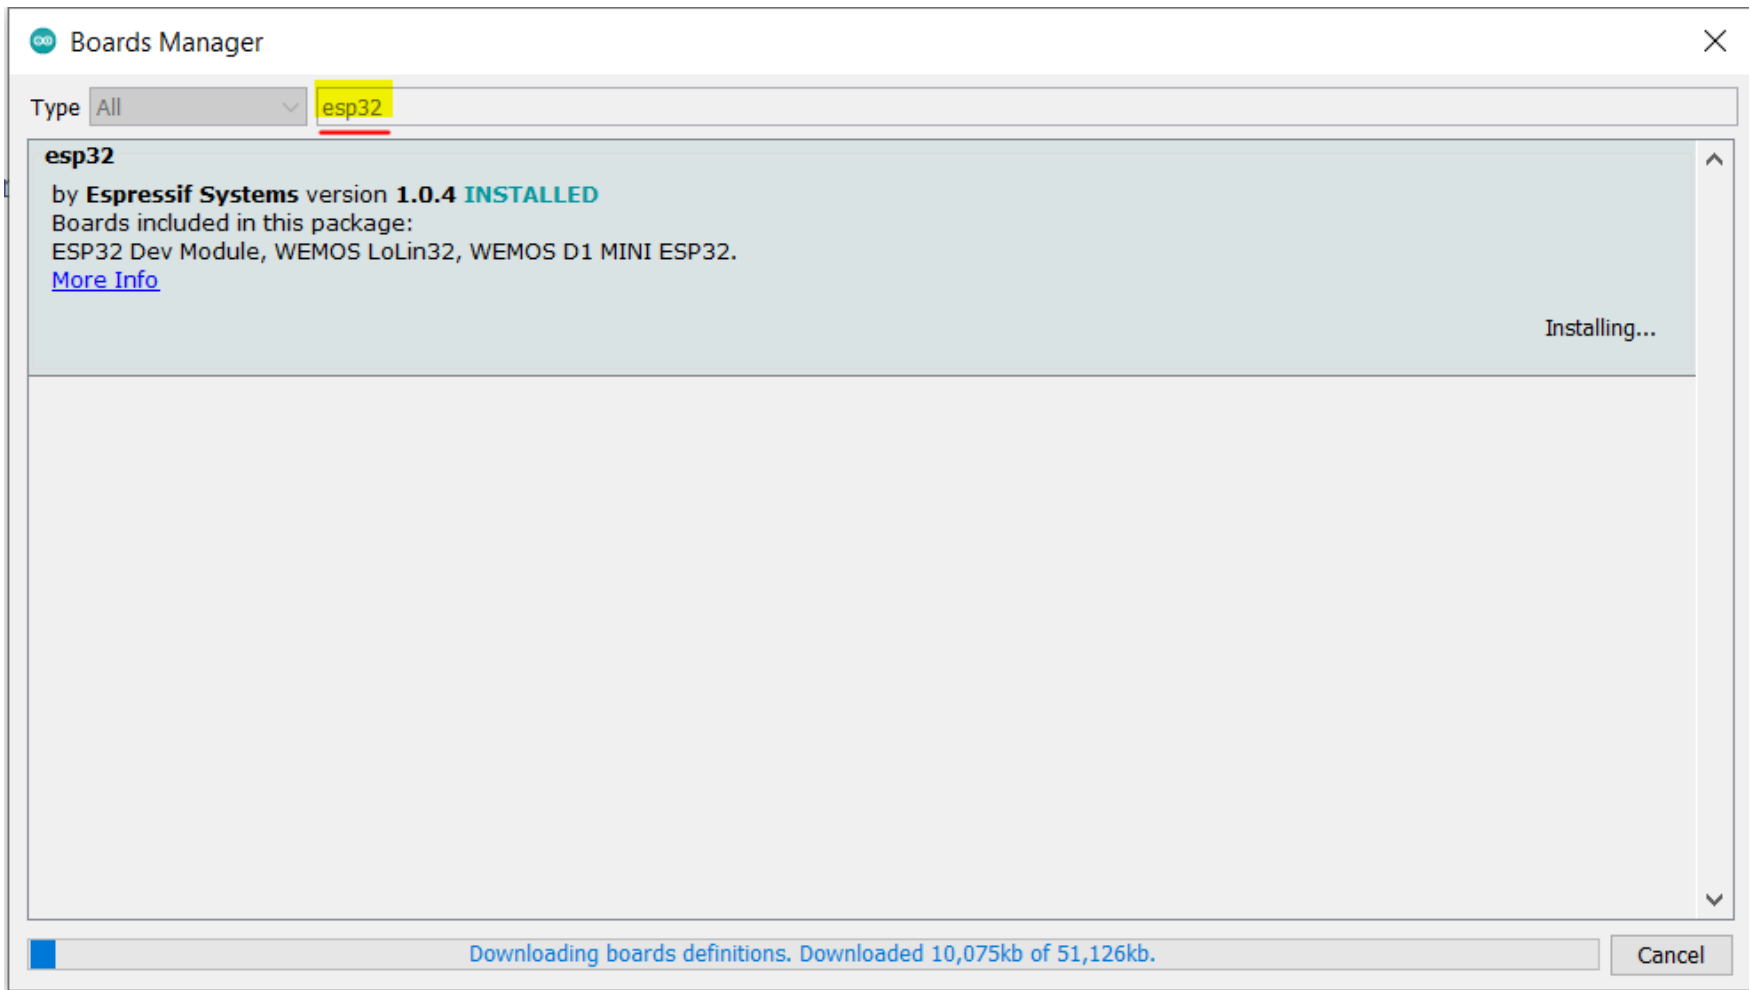 Boards Manager
Type All esp32
esp32
by Espressif Systems version 1.0.4 INSTALLED
Boards included in this package:
ESP32 Dev Module, WEMOS LoLin32, WEMOS D1 MINI ESP32.
More Info
Installing...
Downloading boards definitions. Downloaded 10,075kb of 51,126kb.
Cancel